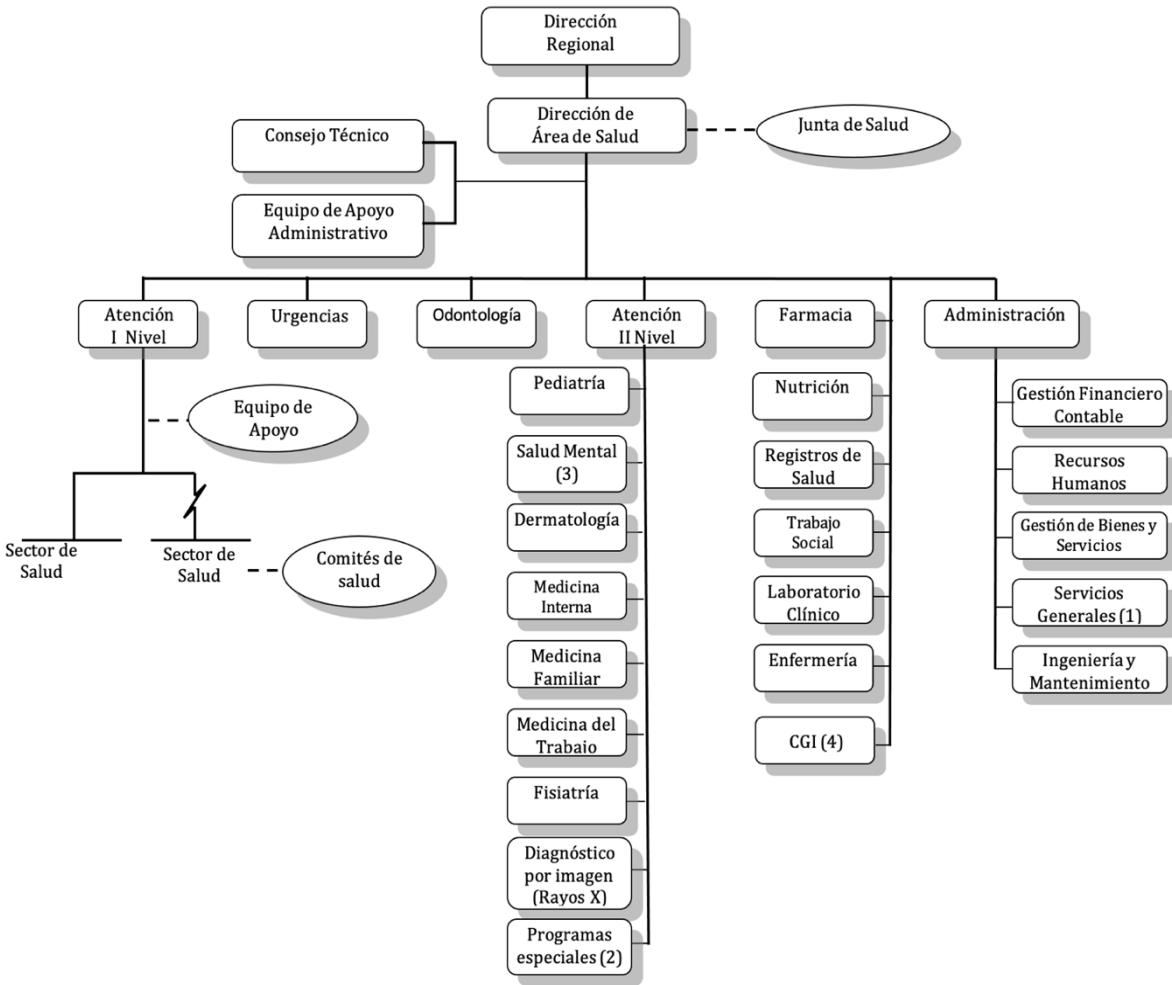 Dirección
Regional
Dirección de
Área de Salud
Junta de Salud
Consejo Técnico
Equipo de Apoyo
Administrativo
Atención
I Nivel
Urgencias
Odontología
Atención
II Nivel
Farmacia
Administración
Equipo de
Apoyo
Sector de
Salud
Sector de
Salud
Comités de
salud
Pediatría
Salud Mental
(3)
Dermatología
Medicina
Interna
Medicina
Familiar
Medicina del
Trabajo
Fisiatría
Diagnóstico
por imagen
(Rayos X)
Programas
especiales (2)
Nutrición
Registros de
Salud
Trabajo
Social
Laboratorio
Clínico
Enfermería
CGI (4)
Gestión Financiero
Contable
Recursos
Humanos
Gestión de Bienes y
Servicios
Servicios
Generales (1)
Ingeniería y
Mantenimiento